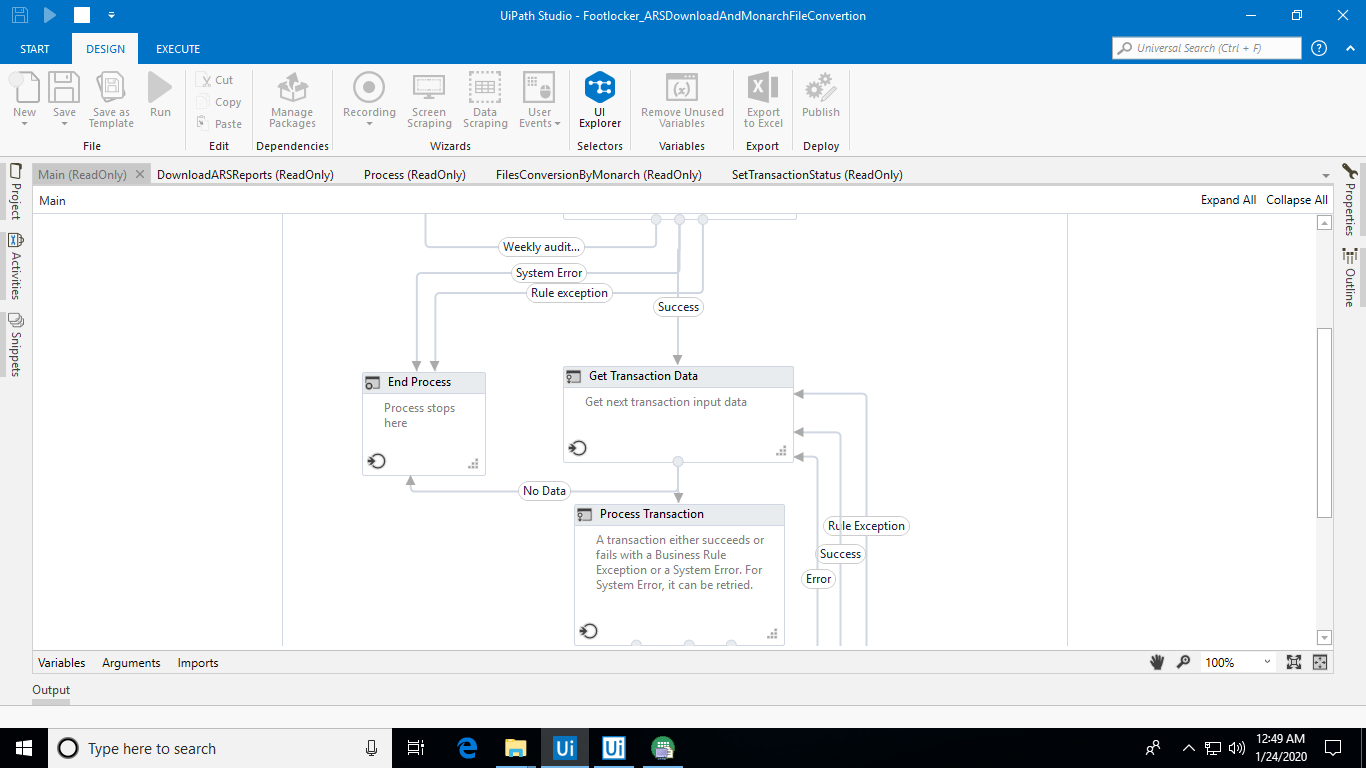 UiPath Studio - Footlocker_ARSDownloadAndMonarchFileConvertion
START
DESIGN
EXECUTE
Universal Search (Ctrl + F)
New
Save
Save as
Template
Run
Cut
Copy
Paste
Manage
Packages
Recording
Screen
Scraping
Data
Scraping
User
Events
UI
Explorer
Remove Unused
Variables
Export
to Excel
Publish
File
Edit
Dependencies
Wizards
Selectors
Variables
Export
Deploy
Main (ReadOnly)
DownloadARSReports (ReadOnly)
Process (ReadOnly)
FilesConversionByMonarch (ReadOnly)
SetTransactionStatus (ReadOnly)
Project
Activities
Snippets
Properties
Outline
Main
Expand All
Collapse All
Weekly audit...
System Error
Rule exception
Success
End Process
Process stops
here
Get Transaction Data
Get next transaction input data
No Data
Process Transaction
A transaction either succeeds or
fails with a Business Rule
Exception or a System Error. For
System Error, it can be retried.
Rule Exception
Success
Error
Variables
Arguments
Imports
100%
Output
Type here to search
Ui
Ui
12:49 AM
1/24/2020